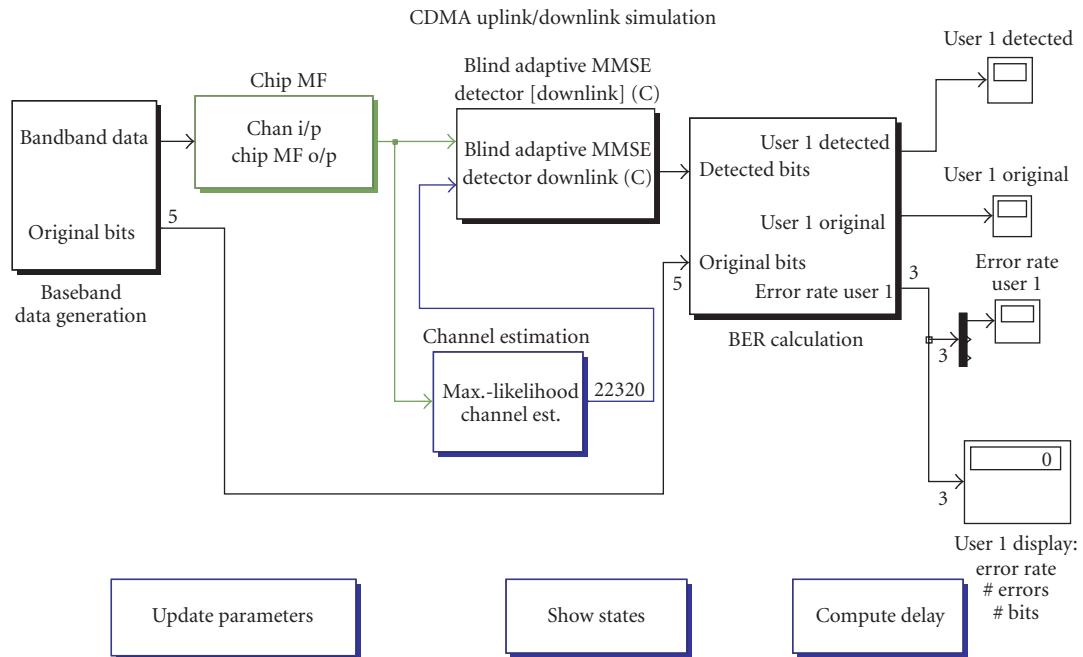 CDMA uplink/downlink simulation
User 1 detected
Chip MF
Blind adaptive MMSE
detector [downlink] (C)
Bandband data
Original bits
5
Baseband
data generation
Chan i/p
chip MF o/p
Blind adaptive MMSE
detector downlink (C)
User 1 detected
Detected bits
User 1 original
Original bits
5
Error rate user 1
3
BER calculation
User 1 original
Error rate
user 1
3
Channel estimation
Max.-likelihood
channel est.
22320
0
3
User 1 display:
error rate
# errors
# bits
Update parameters
Show states
Compute delay